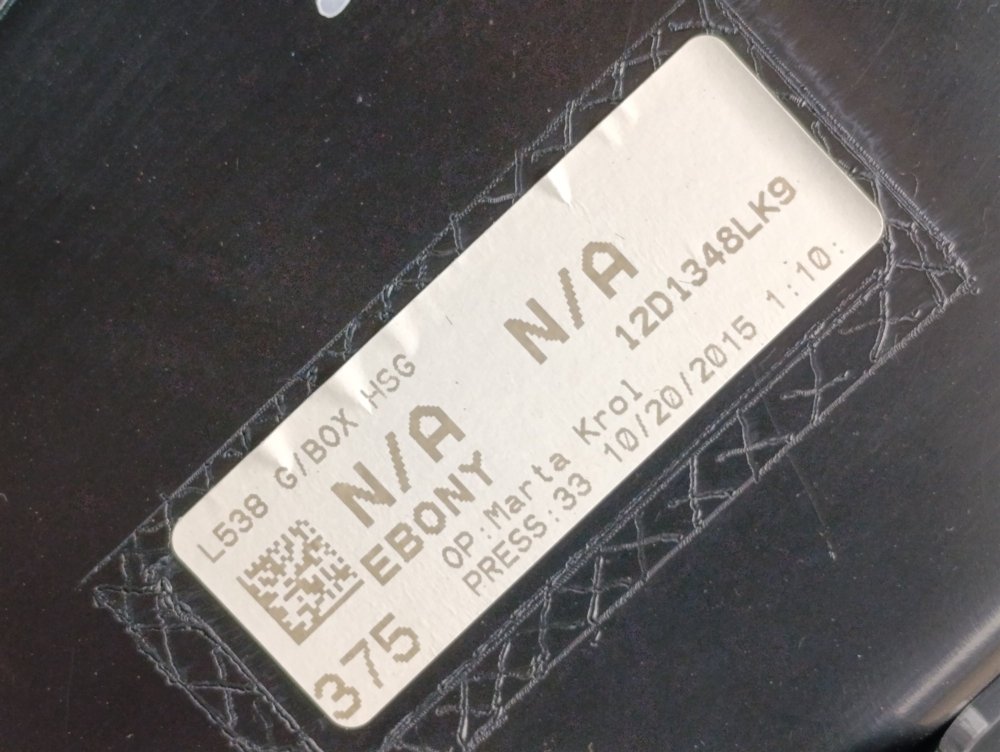 L538 G/BOX HSG
N/A N/A
EBONY 12D1348LK9
OP:Marta Krol
PRESS:33 10/20/2015 1:10:
375